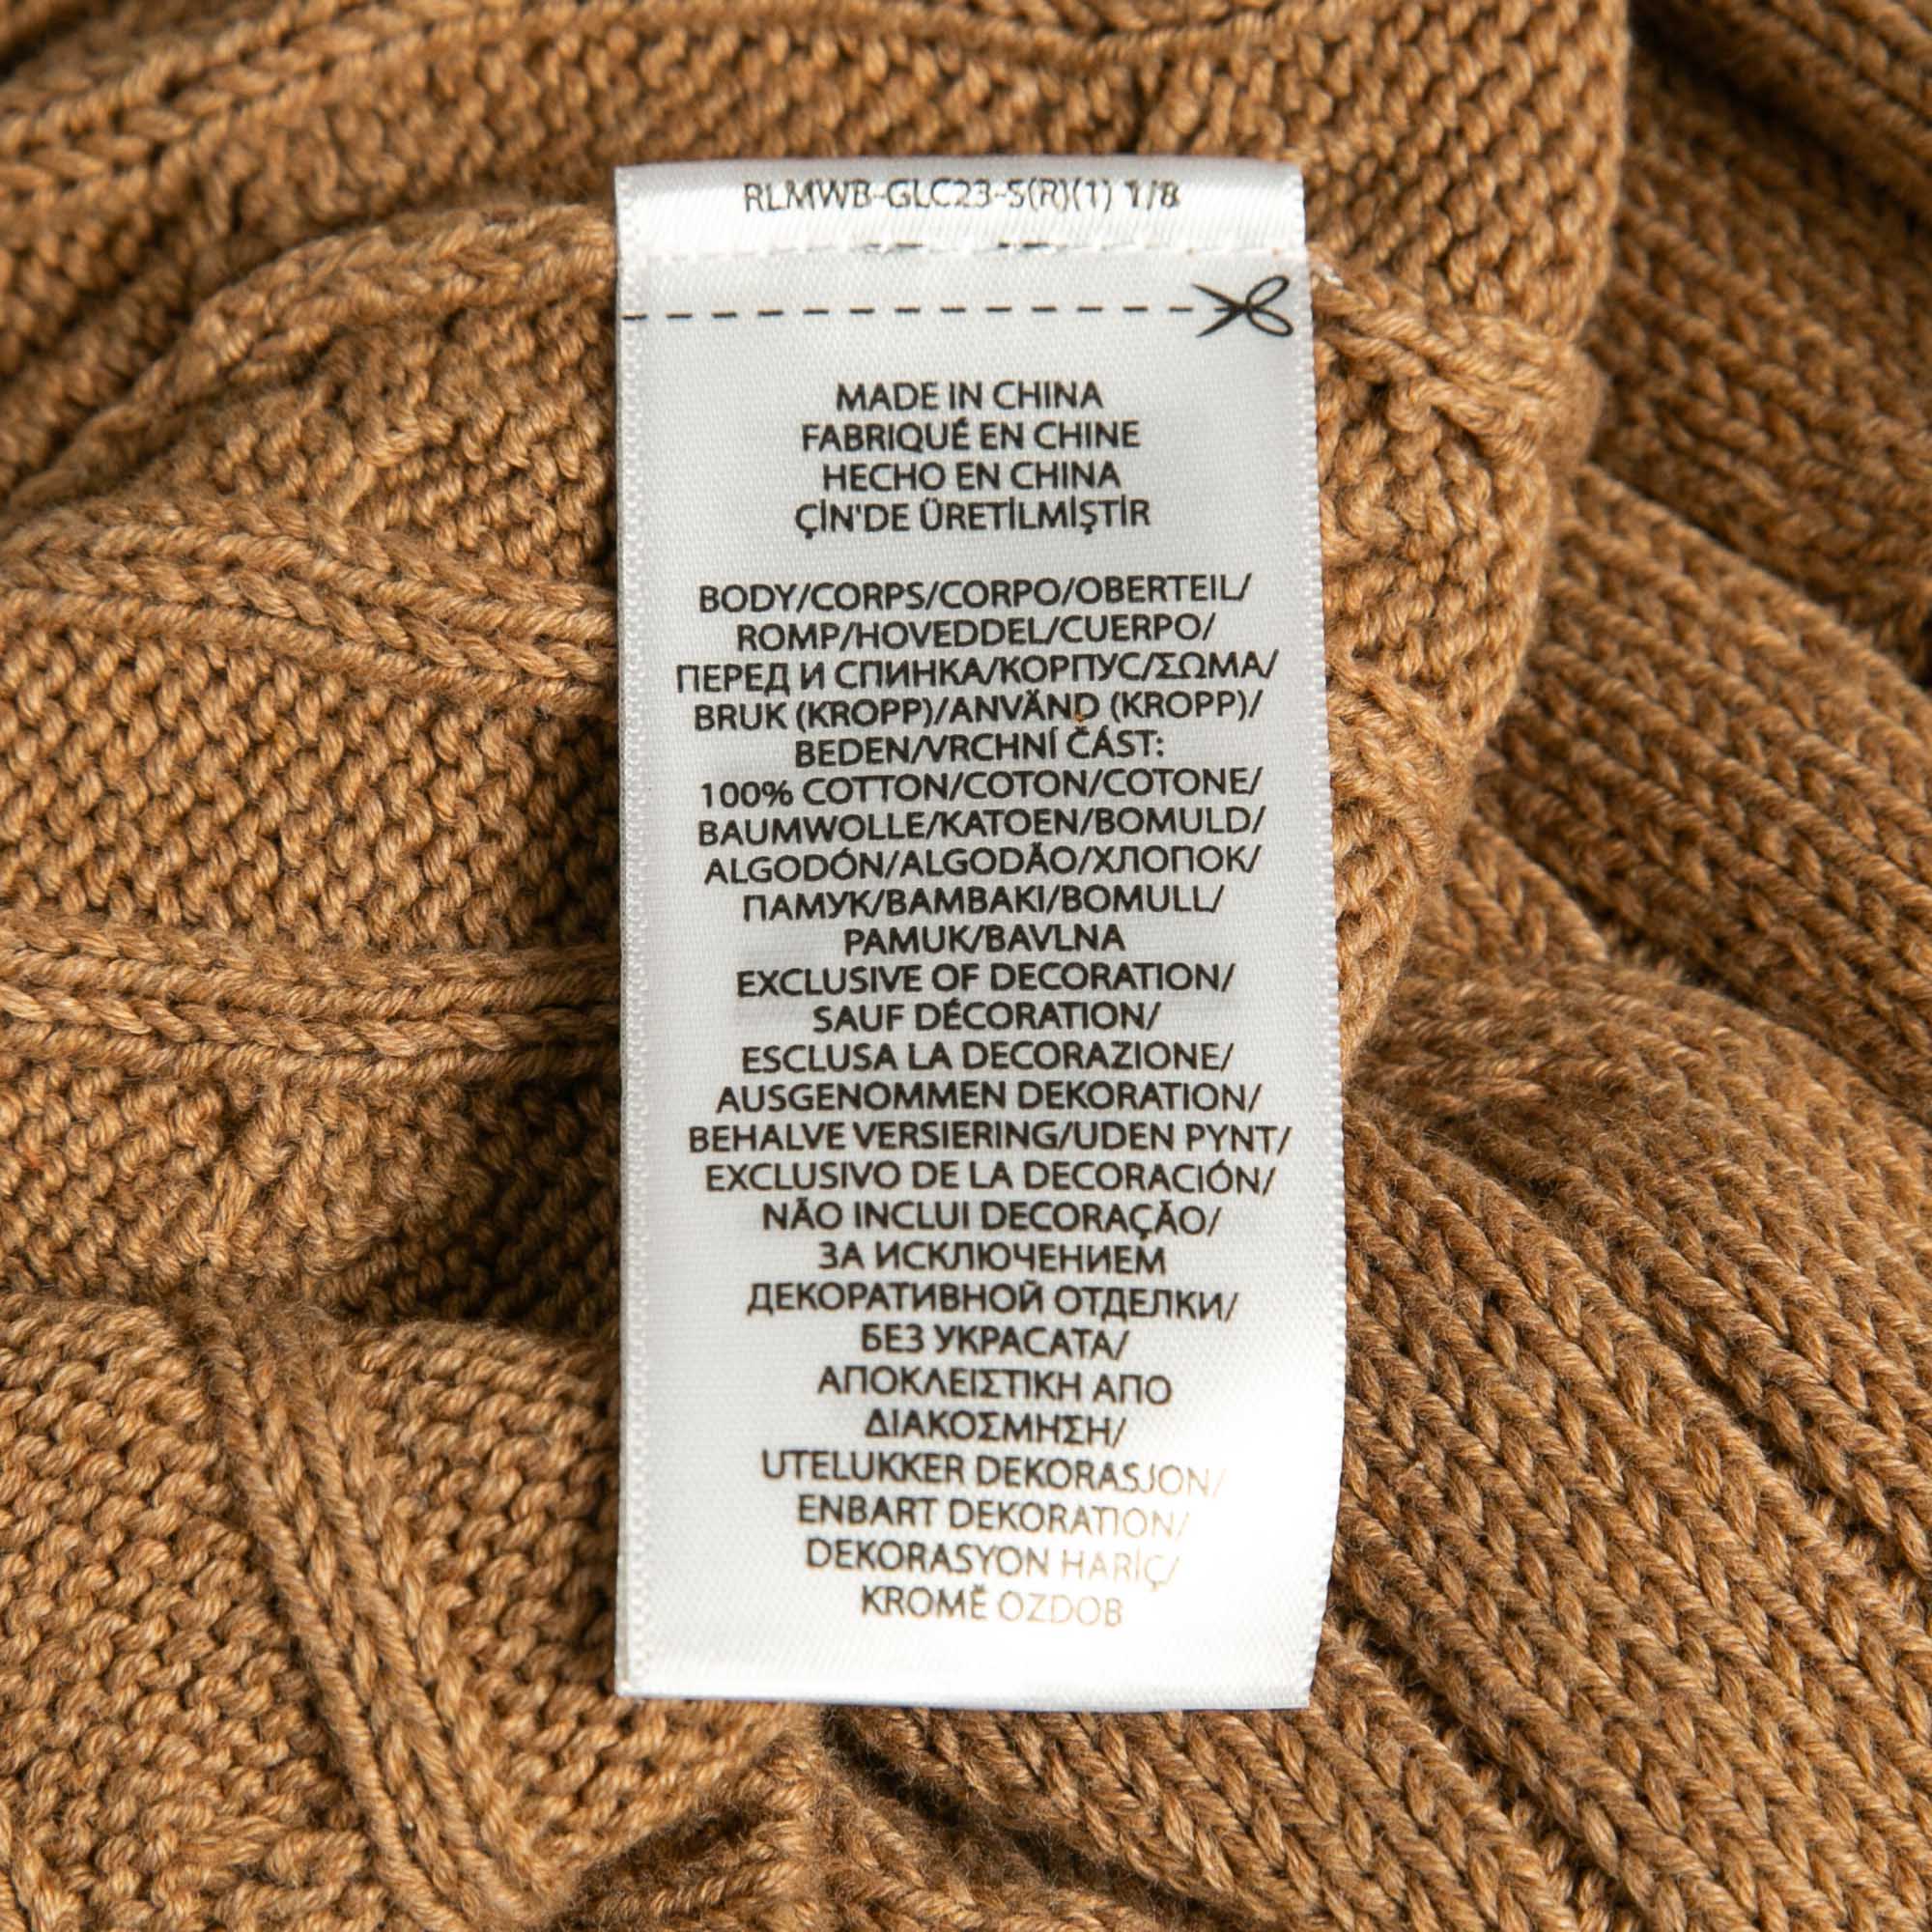 RLMWB-GLC23-S(R)(1) 1/8
MADE IN CHINA
FABRIQUÉ EN CHINE
HECHO EN CHINA
ÇİN'DE ÜRETİLMİŞTİR
BODY/CORPS/CORPO/OBERTEIL/
ROMP/HOVEDDEL/CUERPO/
ПЕРЕД И СПИНКА/КОРПУС/ΣΩΜΑ/
BRUK (KROPP)/ANVÄND (KROPP)/
BEDEN/VRCHNÍ ČÁST:
100% COTTON/COTON/COTONE/
BAUMWOLLE/KATOEN/BOMULD/
ALGODÓN/ALGODÃO/ХЛОПОК/
ПАМУК/BAMBAKI/BOMULL/
PAMUK/BAVLNA
EXCLUSIVE OF DECORATION/
SAUF DÉCORATION/
ESCLUSA LA DECORAZIONE/
AUSGENOMMEN DEKORATION/
BEHALVE VERSIERING/UDEN PYNT/
EXCLUSIVO DE LA DECORACIÓN/
NÃO INCLUI DECORAÇÃO/
ЗА ИСКЛЮЧЕНИЕМ
ДЕКОРАТИВНОЙ ОТДЕЛКИ/
БЕЗ УКРАСАТА/
ΑΠΟΚΛΕΙΣΤΙΚΗ ΑΠΟ
ΔΙΑΚΟΣΜΗΣΗ/
UTELUKKER DEKORASJON/
ENBART DEKORATION/
DEKORASYON HARİÇ/
KROMĚ OZDOB